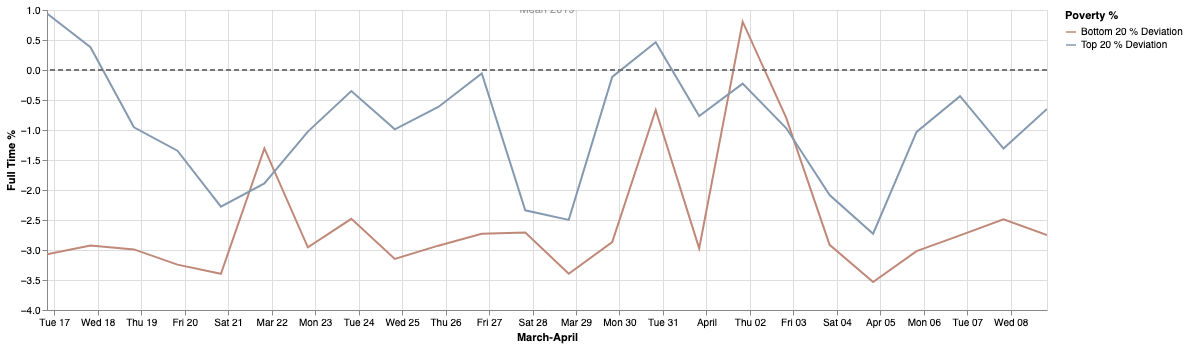 Mean 2019
Poverty %
Bottom 20 % Deviation
Top 20 % Deviation
Full Time %
1.0
0.5
0.0
−0.5
−1.0
−1.5
−2.0
−2.5
−3.0
−3.5
−4.0
Tue 17 Wed 18 Thu 19 Fri 20 Sat 21 Mar 22 Mon 23 Tue 24 Wed 25 Thu 26 Fri 27 Sat 28 Mar 29 Mon 30 Tue 31 April Thu 02 Fri 03 Sat 04 Apr 05 Mon 06 Tue 07 Wed 08
March-April